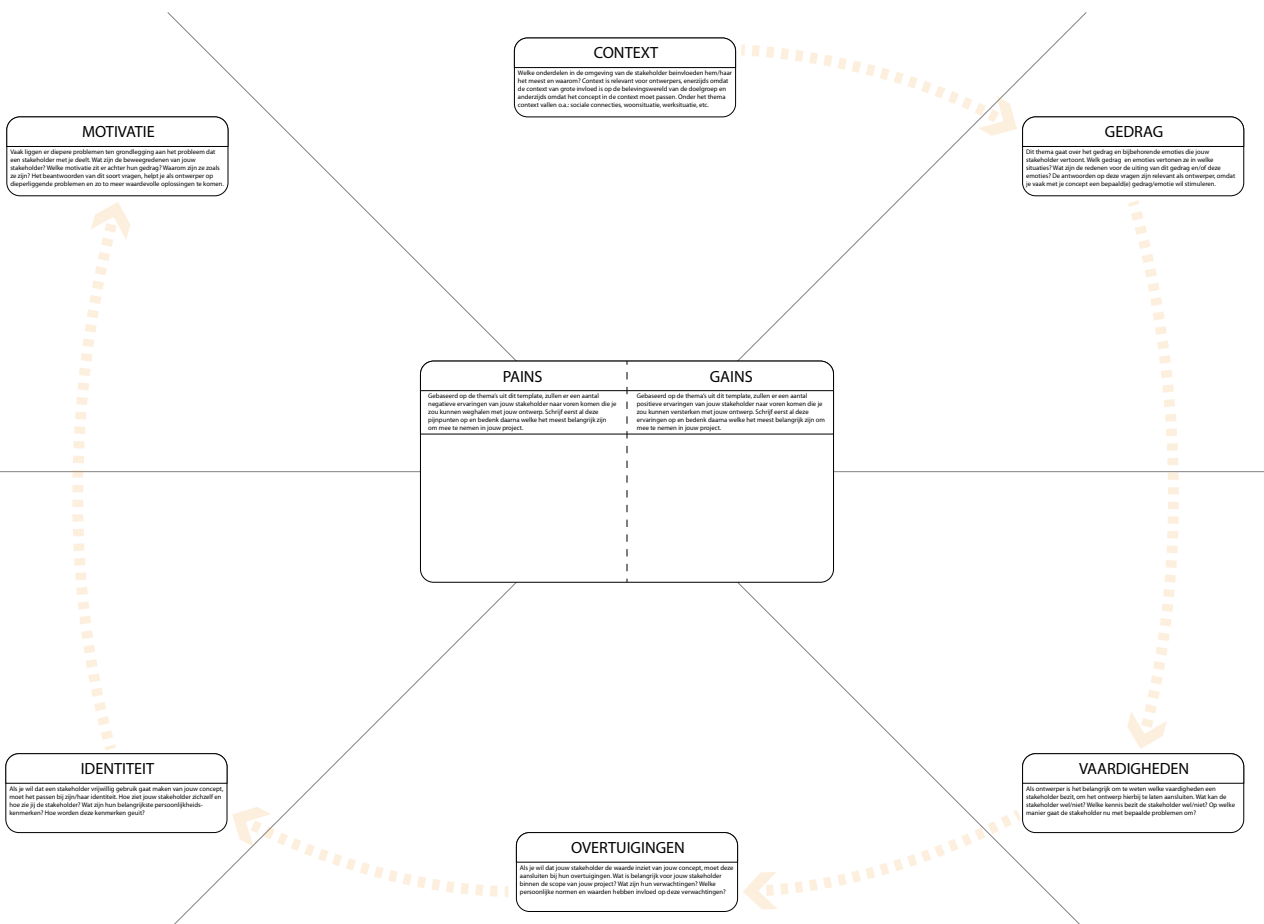 CONTEXT
Welke onderdelen in de omgeving van de stakeholder beinvloeden hem/haar
het meest en waarom? Context is relevant voor ontwerpers, enerzijds omdat
de context van grote invloed is op de belevingswereld van de doelgroep en
anderzijds omdat het concept in de context moet passen. Onder het thema
context vallen o.a.: sociale connecties, woonsituatie, werksituatie, etc.
MOTIVATIE
Vaak liggen er diepere problemen ten grondlegging aan het probleem dat
een stakeholder met je deelt. Wat zijn de beweegredenen van jouw
stakeholder? Welke motivatie zit er achter hun gedrag? Waarom zijn ze zoals
ze zijn? Het beantwoorden van dit soort vragen, helpt je als ontwerper op
dieperliggende problemen en zo to meer waardevolle oplossingen te komen.
GEDRAG
Dit thema gaat over het gedrag en bijbehorende emoties die jouw
stakeholder vertoont. Welk gedrag en emoties vertonen ze in welke
situaties? Wat zijn de redenen voor de uiting van dit gedrag en/of deze
emoties? De antwoorden op deze vragen zijn relevant als ontwerper, omdat
je vaak met je concept een bepaald(e) gedrag/emotie wil stimuleren.
PAINS
Gebaseerd op de thema's uit dit template, zullen er een aantal
negatieve ervaringen van jouw stakeholder naar voren komen die je
zou kunnen weghalen met jouw ontwerp. Schrijf eerst al deze
pijnpunten op en bedenk daarna welke het meest belangrijk zijn
om mee te nemen in jouw project.
GAINS
Gebaseerd op de thema's uit dit template, zullen er een aantal
positieve ervaringen van jouw stakeholder naar voren komen die je
zou kunnen versterken met jouw ontwerp. Schrijf eerst al deze
ervaringen op en bedenk daarna welke het meest belangrijk zijn om
mee te nemen in jouw project.
IDENTITEIT
Als je wil dat een stakeholder vrijwillig gebruik gaat maken van jouw concept,
moet het passen bij zijn/haar identiteit. Hoe ziet jouw stakeholder zichzelf en
hoe zie jij de stakeholder? Wat zijn hun belangrijkste persoonlijkheids-
kenmerken? Hoe worden deze kenmerken geuit?
VAARDIGHEDEN
Als ontwerper is het belangrijk om te weten welke vaardigheden een
stakeholder bezit, om het ontwerp hierbij te laten aansluiten. Wat kan de
stakeholder wel/niet? Welke kennis bezit de stakeholder wel/niet? Op welke
manier gaat de stakeholder nu met bepaalde problemen om?
OVERTUIGINGEN
Als je wil dat jouw stakeholder de waarde inziet van jouw concept, moet deze
aansluiten bij hun overtuigingen. Wat is belangrijk voor jouw stakeholder
binnen de scope van jouw project? Wat zijn hun verwachtingen? Welke
persoonlijke normen en waarden hebben invloed op deze verwachtingen?